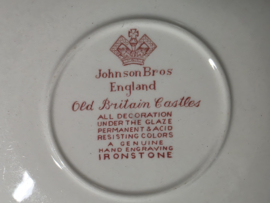 Johnson Bros
England
Old Britain Castles
ALL DECORATION
UNDER THE GLAZE
PERMANENT & ACID
RESISTING COLORS
A GENUINE
HAND ENGRAVING
IRONSTONE